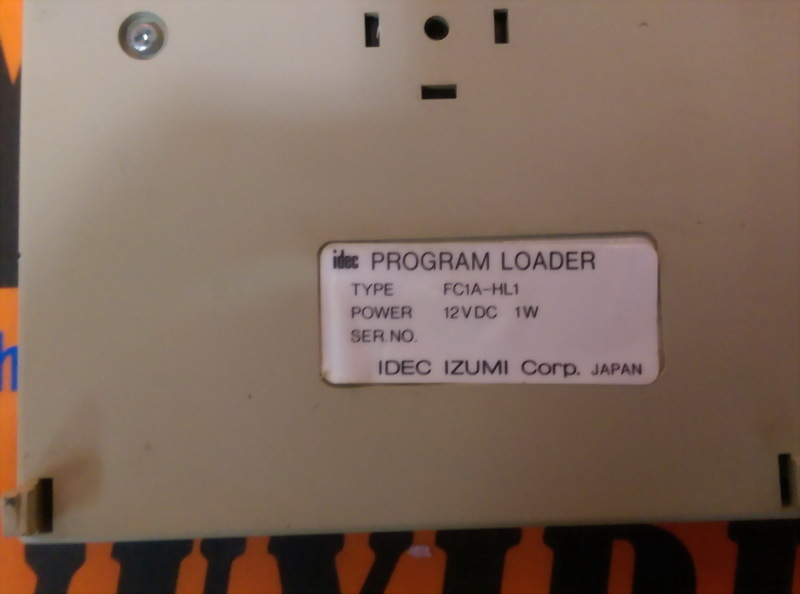 idec PROGRAM LOADER
TYPE FC1A-HL1
POWER 12VDC 1W
SER.NO.
IDEC IZUMI Corp. JAPAN